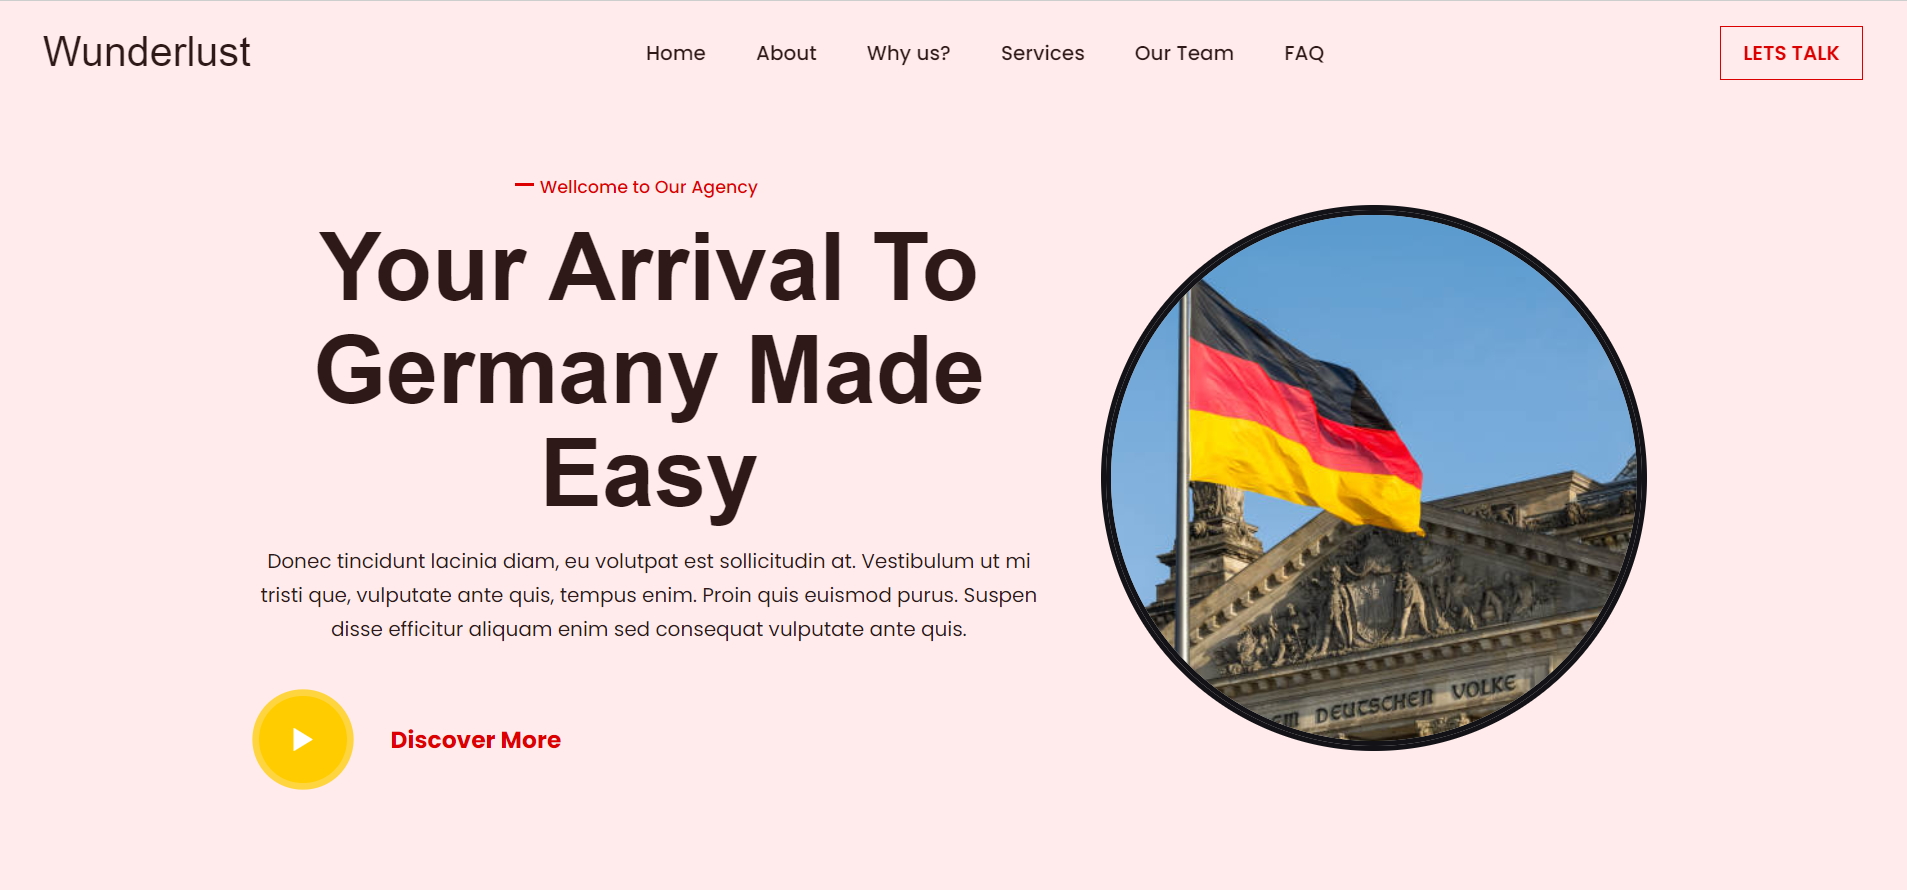 Wunderlust
Home About Why us? Services Our Team FAQ
LETS TALK
Wellcome to Our Agency
Your Arrival To
Germany Made
Easy
Donec tincidunt lacinia diam, eu volutpat est sollicitudin at. Vestibulum ut mi
tristi que, vulputate ante quis, tempus enim. Proin quis euismod purus. Suspen
disse efficitur aliquam enim sed consequat vulputate ante quis.
Discover More
EM DEUTSCHEN VOLKE